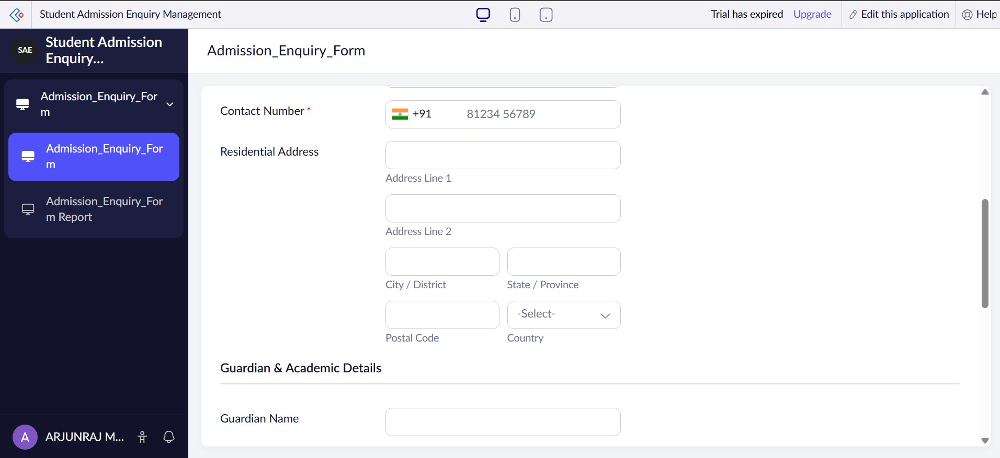 Student Admission Enquiry Management
Trial has expired Upgrade
Edit this application
Help
SAE
Student Admission
Enquiry...
Admission_Enquiry_For
m
Admission_Enquiry_For
m
Admission_Enquiry_For
m Report
A
ARJUNRAJ M...
Admission_Enquiry_Form
Contact Number *
+91 81234 56789
Residential Address
Address Line 1
Address Line 2
City / District
State / Province
-Select-
Postal Code
Country
Guardian & Academic Details
Guardian Name